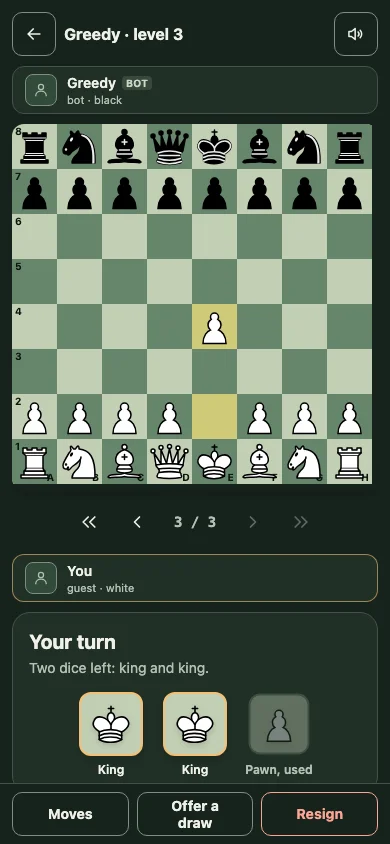 Greedy · level 3
Greedy BOT
bot · black
8
7
6
5
4
3
2
1
A B C D E F G H
3 / 3
You
guest · white
Your turn
Two dice left: king and king.
King King Pawn, used
Moves
Offer a
draw
Resign